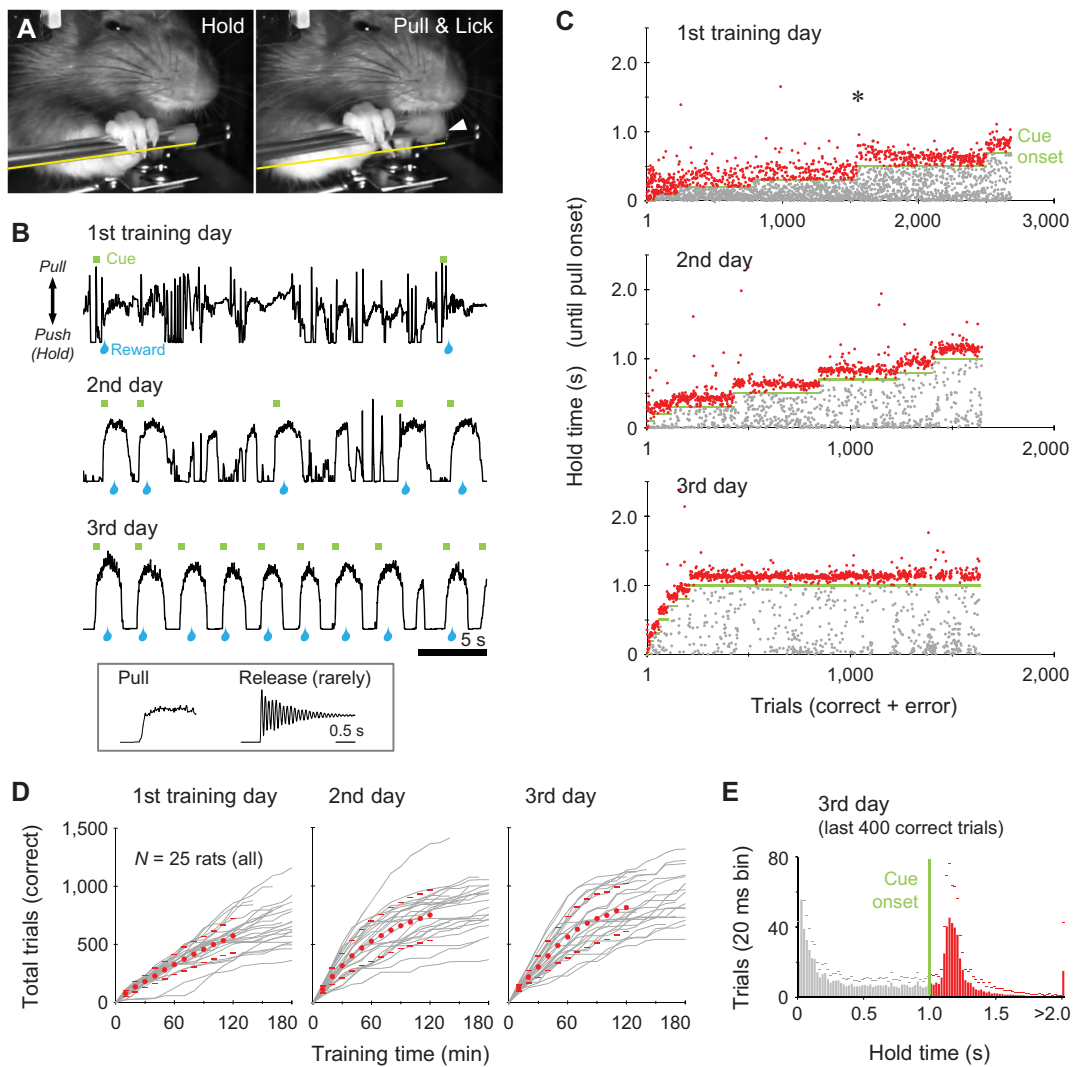 A
Hold
Pull & Lick
B
1st training day
Pull
Push
(Hold)
Cue
Reward
2nd day
3rd day
5 s
Pull
Release (rarely)
0.5 s
C
1st training day
2.0
1.0
0
*
Cue
onset
1
1,000
2,000
3,000
2nd day
2.0
1.0
0
1
1,000
2,000
3rd day
2.0
1.0
0
1
1,000
2,000
Hold time (s) (until pull onset)
Trials (correct + error)
D
1st training day
2nd day
3rd day
Total trials (correct)
1,500
1,000
500
0
N = 25 rats (all)
0 60 120 180
0 60 120 180
0 60 120 180
Training time (min)
E
3rd day
(last 400 correct trials)
Trials (20 ms bin)
80
40
0
Cue
onset
0 0.5 1.0 1.5 >2.0
Hold time (s)